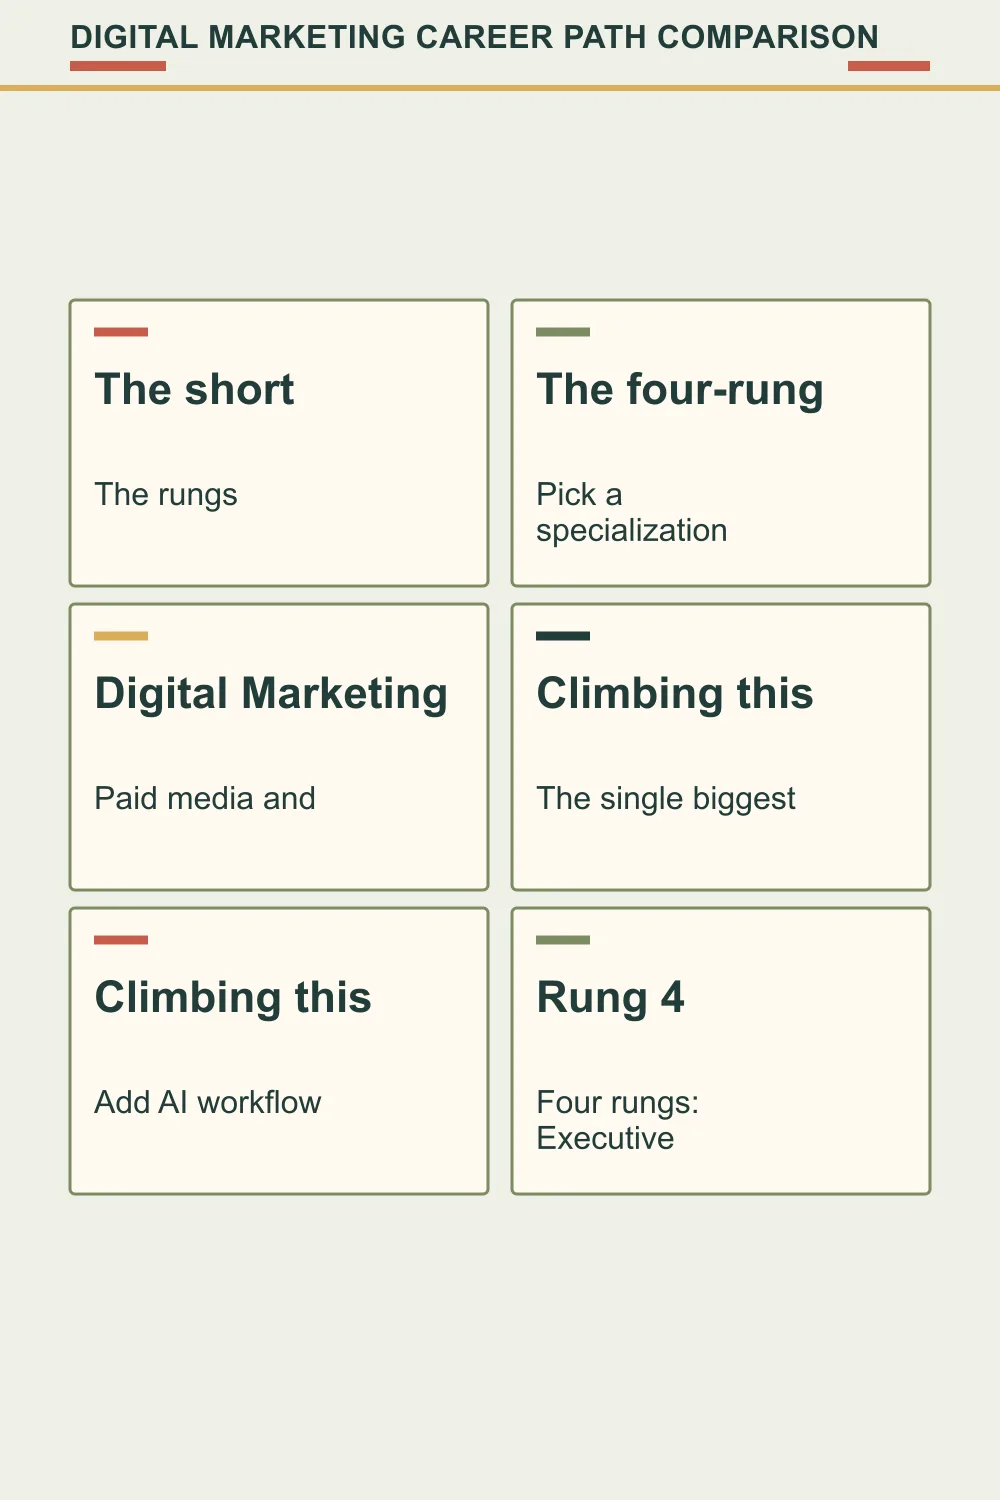 DIGITAL MARKETING CAREER PATH COMPARISON
The short
The rungs
The four-rung
Pick a
specialization
Digital Marketing
Paid media and
Climbing this
The single biggest
Climbing this
Add AI workflow
Rung 4
Four rungs:
Executive